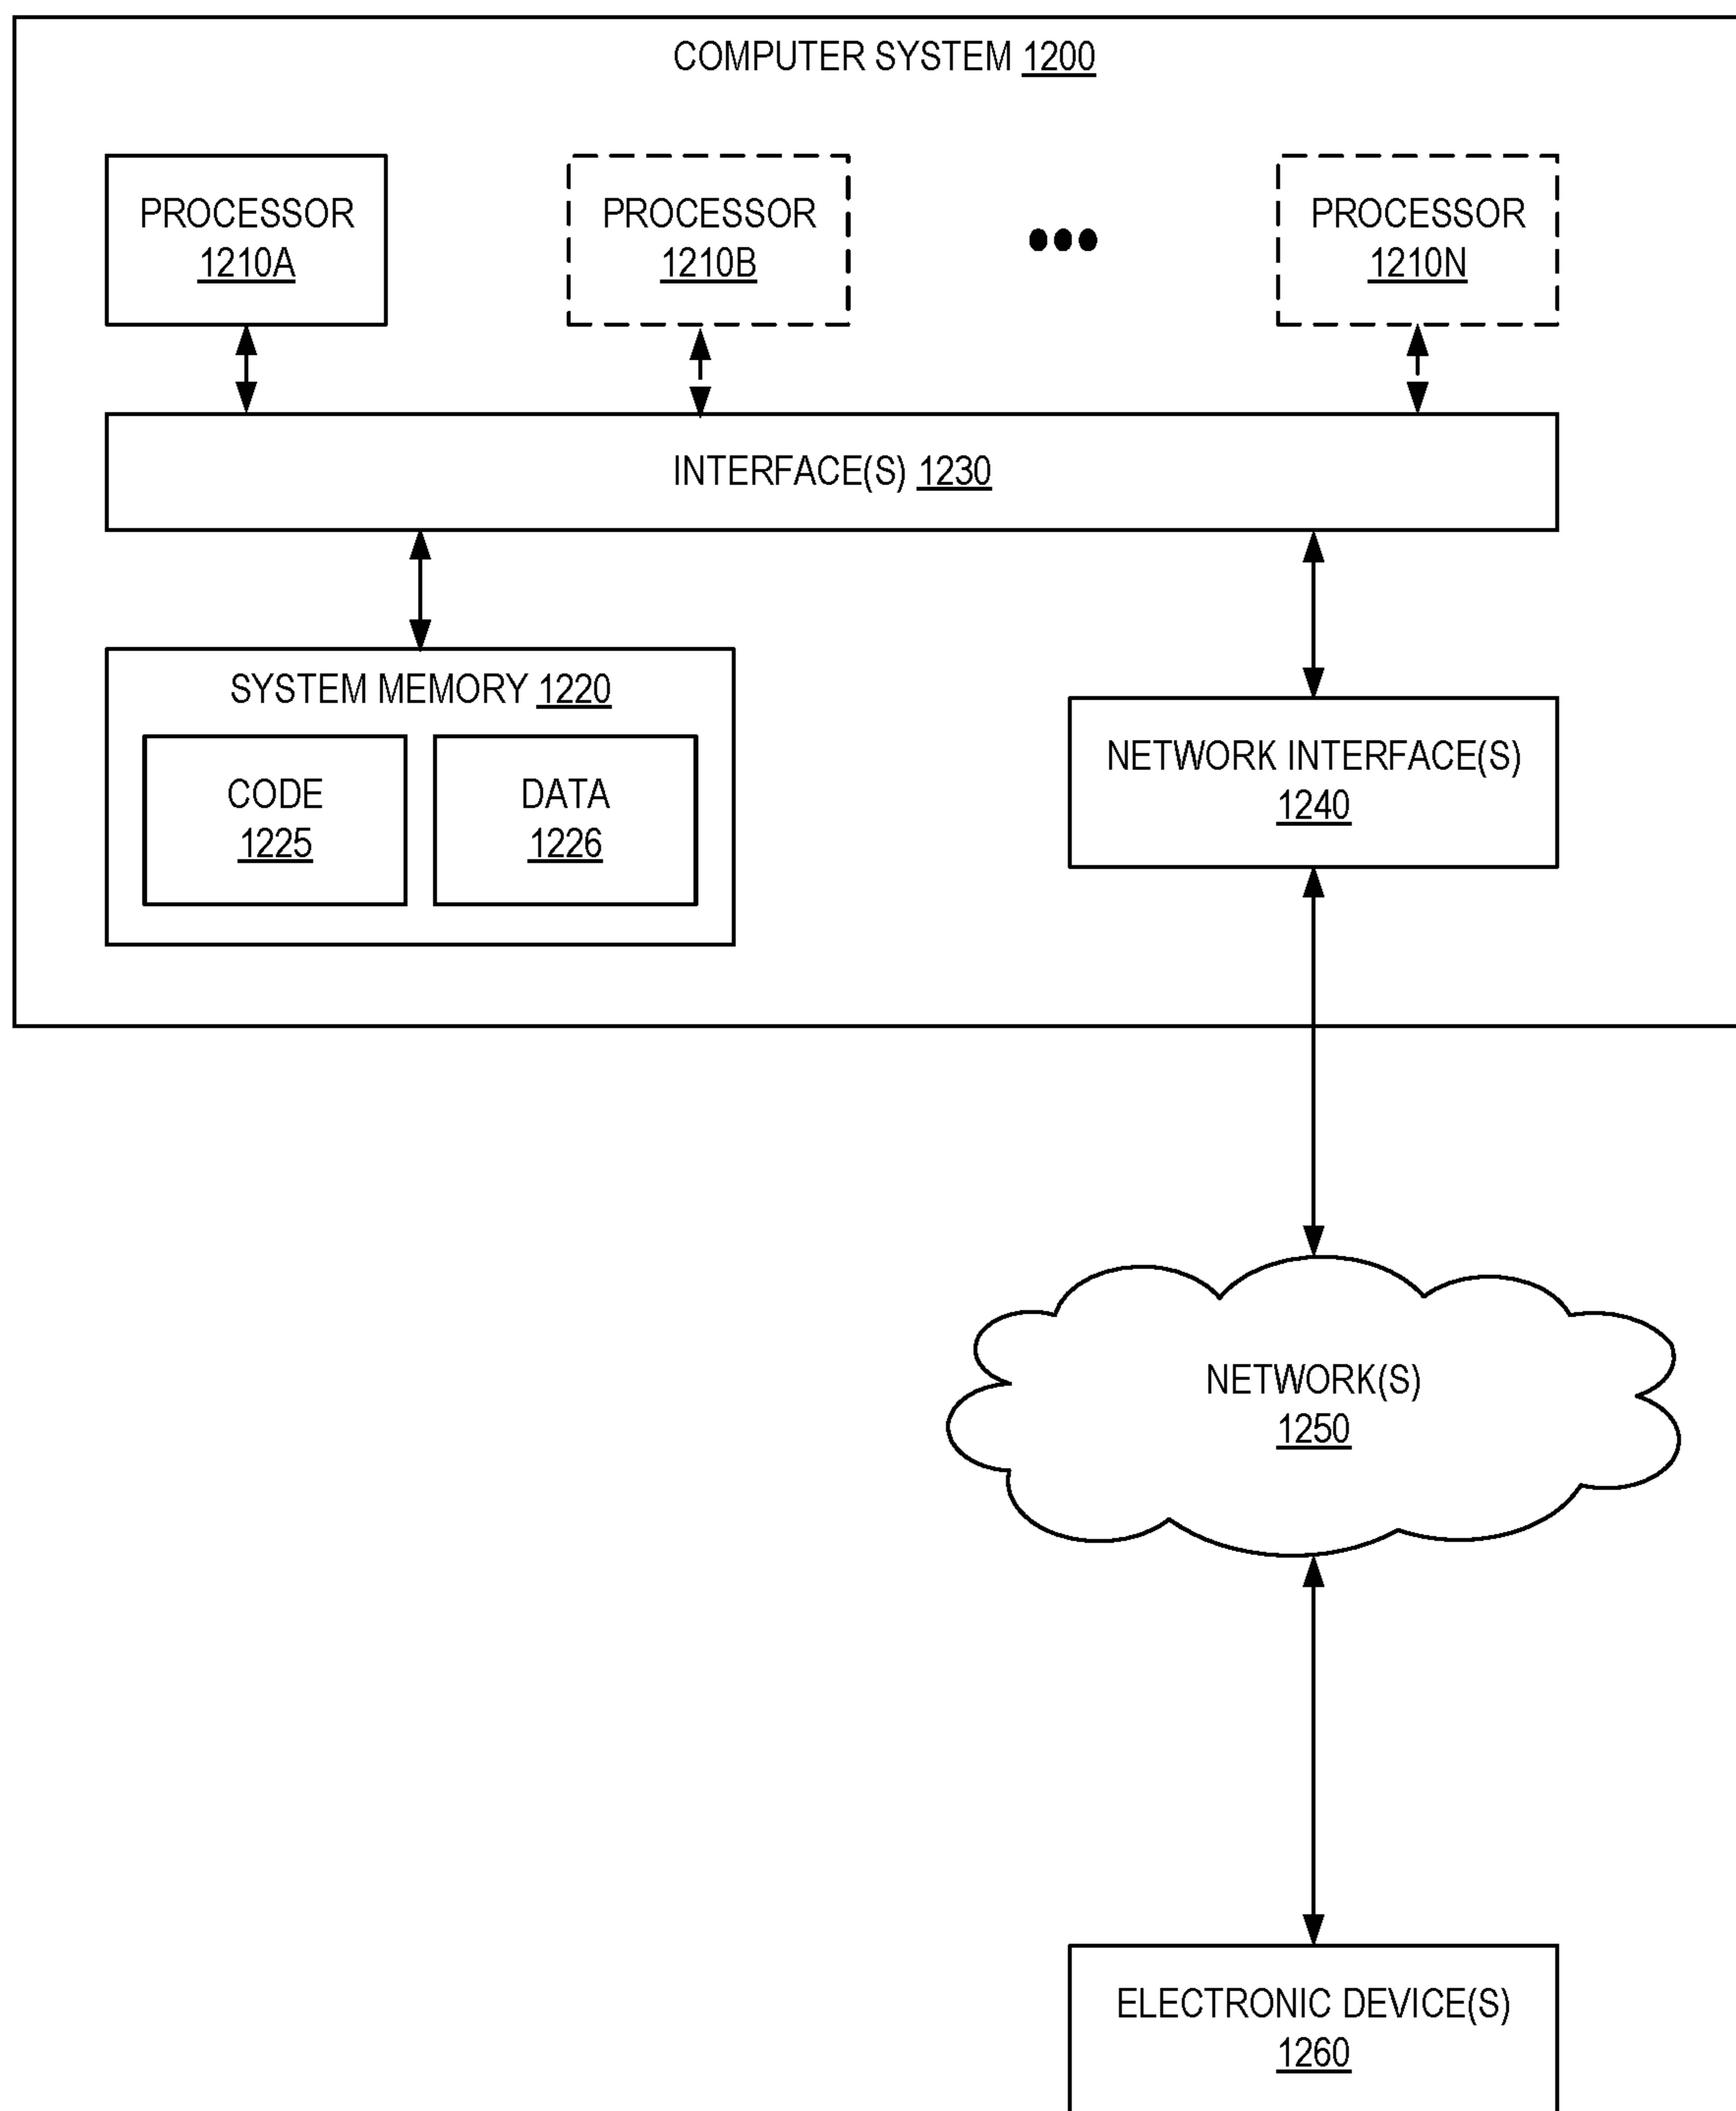 COMPUTER SYSTEM 1200
PROCESSOR
1210A
PROCESSOR
1210B
PROCESSOR
1210N
INTERFACE(S) 1230
SYSTEM MEMORY 1220
CODE
1225
DATA
1226
NETWORK INTERFACE(S)
1240
NETWORK(S)
1250
ELECTRONIC DEVICE(S)
1260